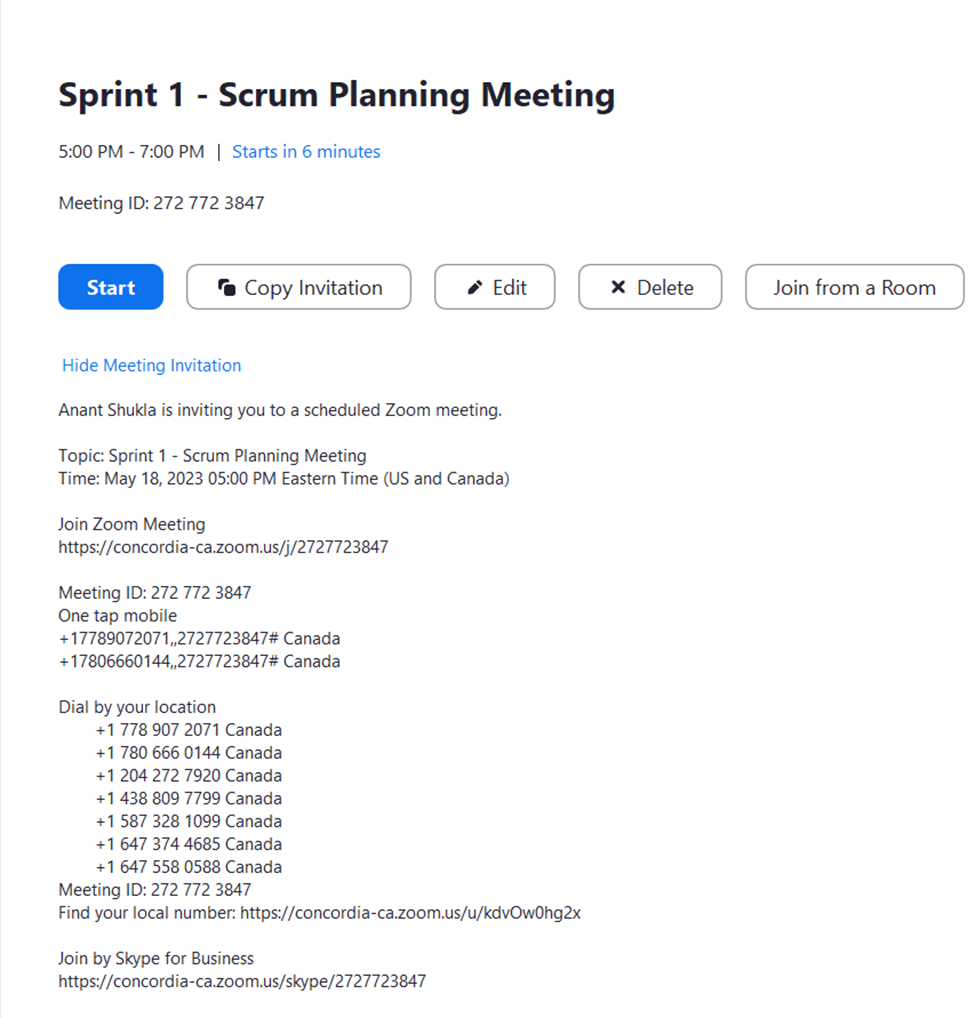 Sprint 1 - Scrum Planning Meeting
5:00 PM - 7:00 PM | Starts in 6 minutes
Meeting ID: 272 772 3847
Start Copy Invitation Edit Delete Join from a Room
Hide Meeting Invitation
Anant Shukla is inviting you to a scheduled Zoom meeting.
Topic: Sprint 1 - Scrum Planning Meeting
Time: May 18, 2023 05:00 PM Eastern Time (US and Canada)
Join Zoom Meeting
https://concordia-ca.zoom.us/j/2727723847
Meeting ID: 272 772 3847
One tap mobile
+17789072071,,2727723847# Canada
+17806660144,,2727723847# Canada
Dial by your location
+1 778 907 2071 Canada
+1 780 666 0144 Canada
+1 204 272 7920 Canada
+1 438 809 7799 Canada
+1 587 328 1099 Canada
+1 647 374 4685 Canada
+1 647 558 0588 Canada
Meeting ID: 272 772 3847
Find your local number: https://concordia-ca.zoom.us/u/kdvOw0hg2x
Join by Skype for Business
https://concordia-ca.zoom.us/skype/2727723847